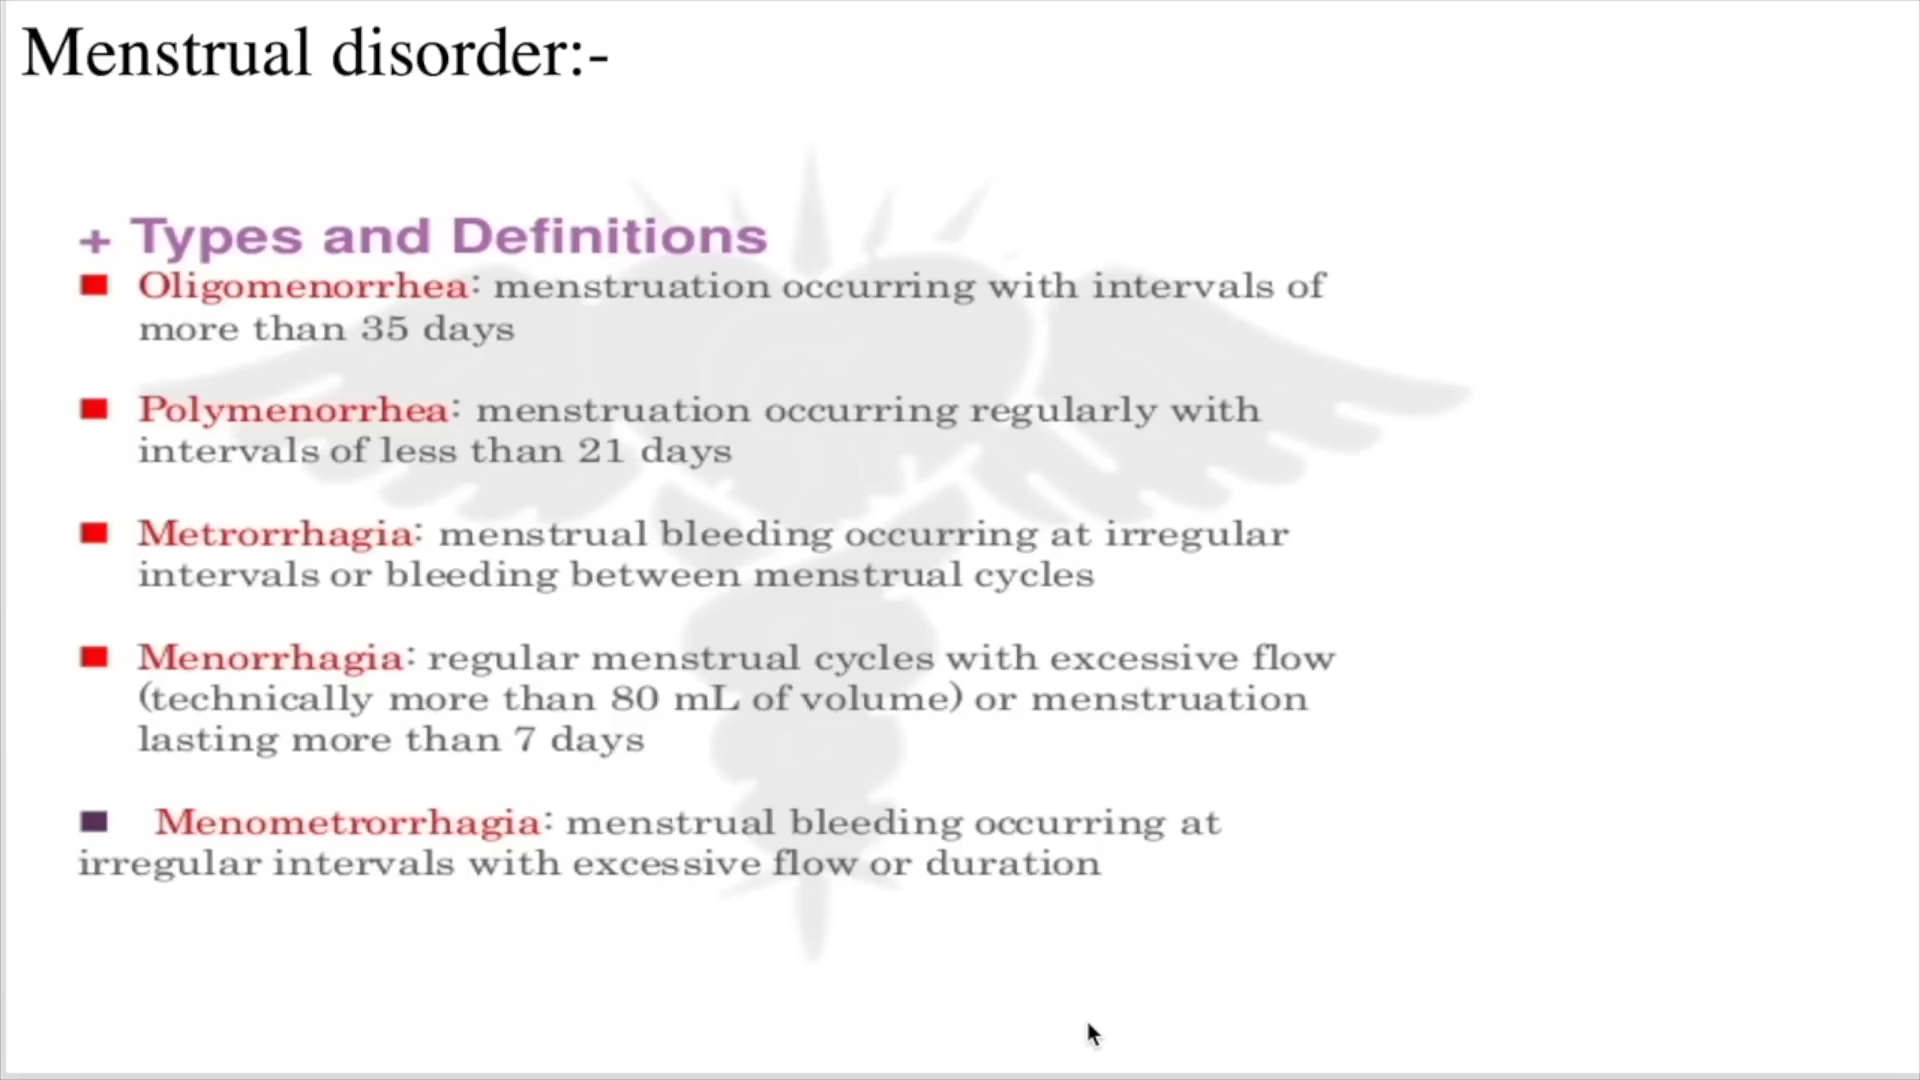 Menstrual disorder:-
+ Types and Definitions
Oligomenorrhea: menstruation occurring with intervals of
more than 35 days
Polymenorrhea: menstruation occurring regularly with
intervals of less than 21 days
Metrorrhagia: menstrual bleeding occurring at irregular
intervals or bleeding between menstrual cycles
Menorrhagia: regular menstrual cycles with excessive flow
(technically more than 80 mL of volume) or menstruation
lasting more than 7 days
Menometrorrhagia: menstrual bleeding occurring at
irregular intervals with excessive flow or duration